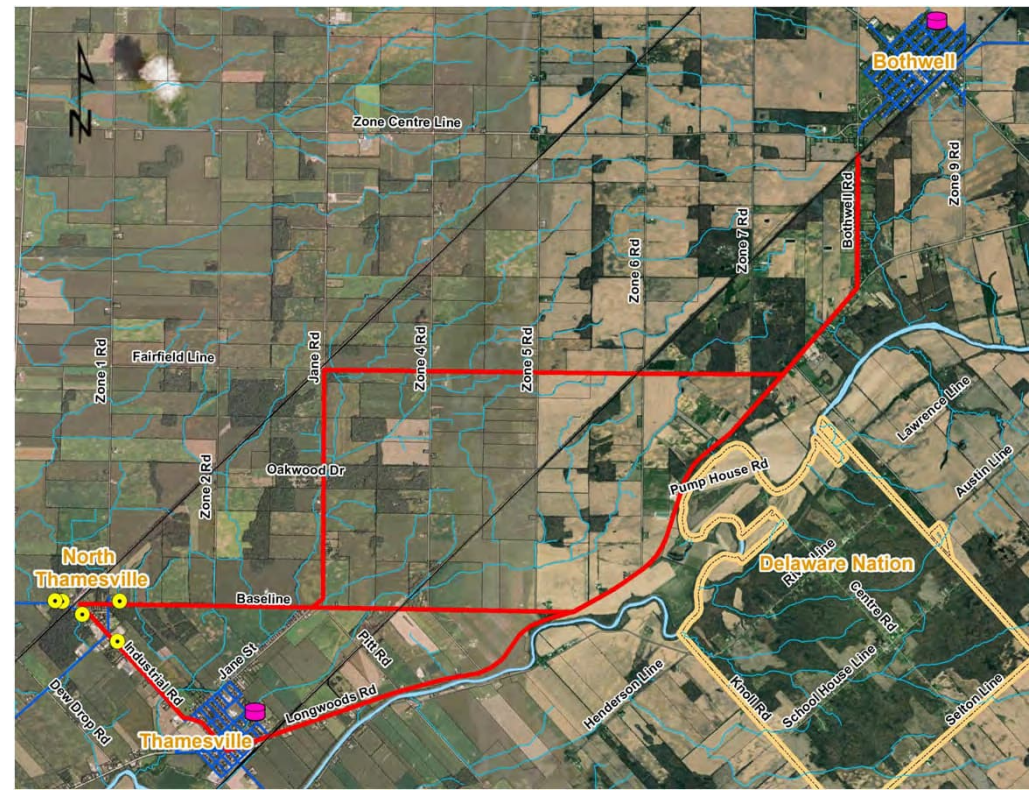 N
Bothwell
Zone Centre Line
Zone 9 Rd
Bothwell Rd
Zone 7 Rd
Zone 6 Rd
Zone 1 Rd
Fairfield Line
Jane Rd
Zone 4 Rd
Zone 5 Rd
Lawrence Line
Austin Line
Zone 2 Rd
Oakwood Dr
Pump House Rd
North
Thamesville
Delaware Nation
Line
Centre Rd
Baseline
Industrial Rd
Jane St
Pitt Rd
Dew Drop Rd
Longwoods Rd
Henderson Line
Knoll Rd
School House Line
Selton Line
Thamesville